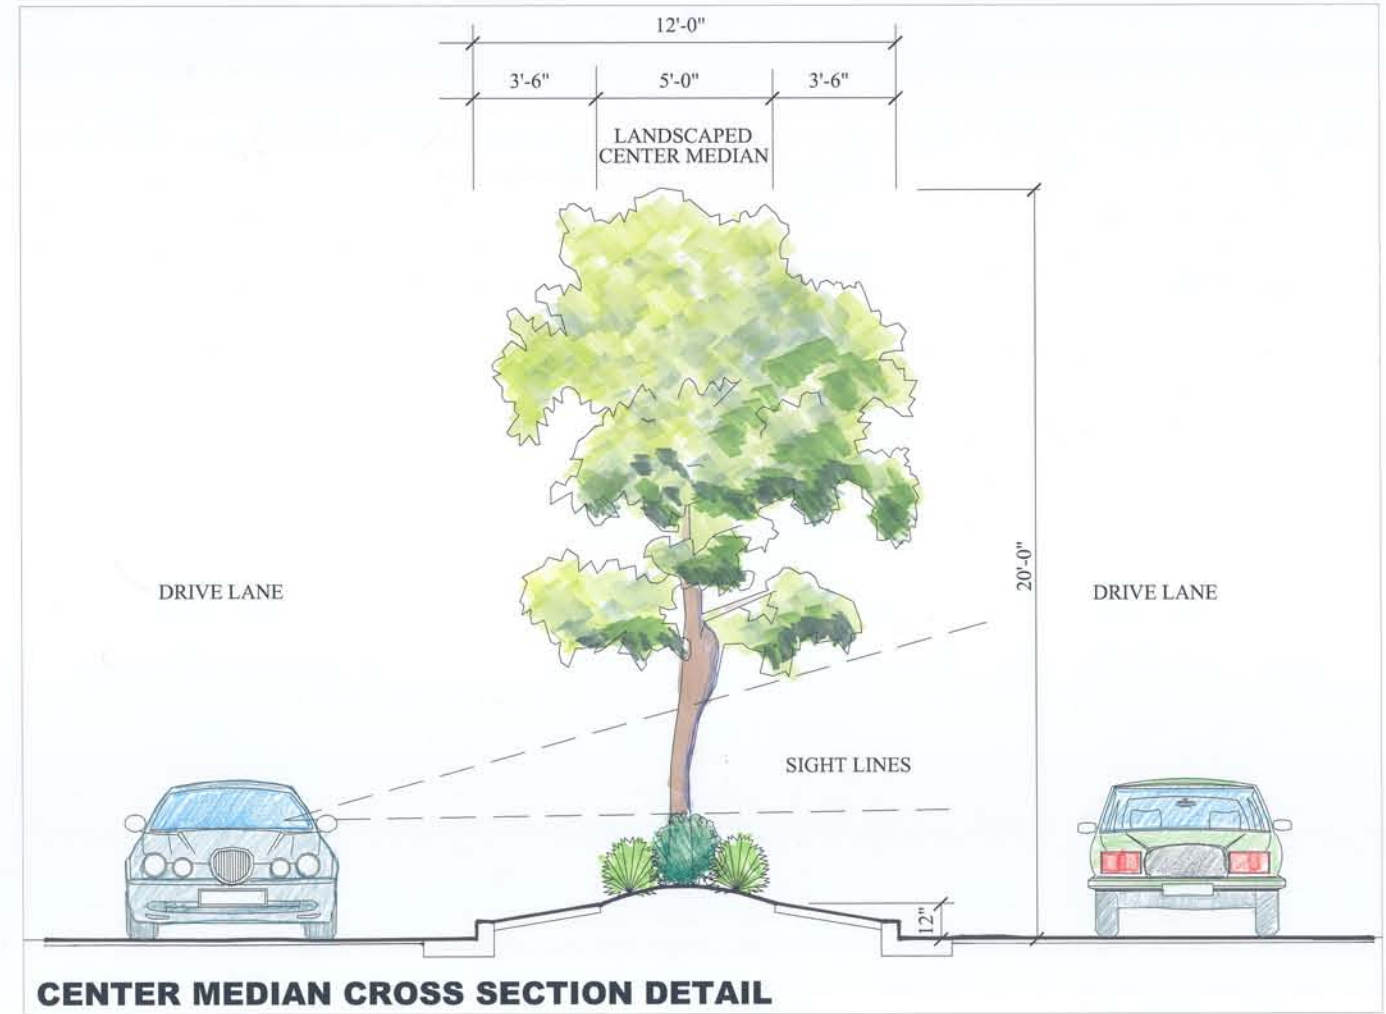 12'-0"
3'-6" 5'-0" 3'-6"
LANDSCAPED
CENTER MEDIAN
20'-0"
DRIVE LANE
DRIVE LANE
SIGHT LINES
12"
CENTER MEDIAN CROSS SECTION DETAIL